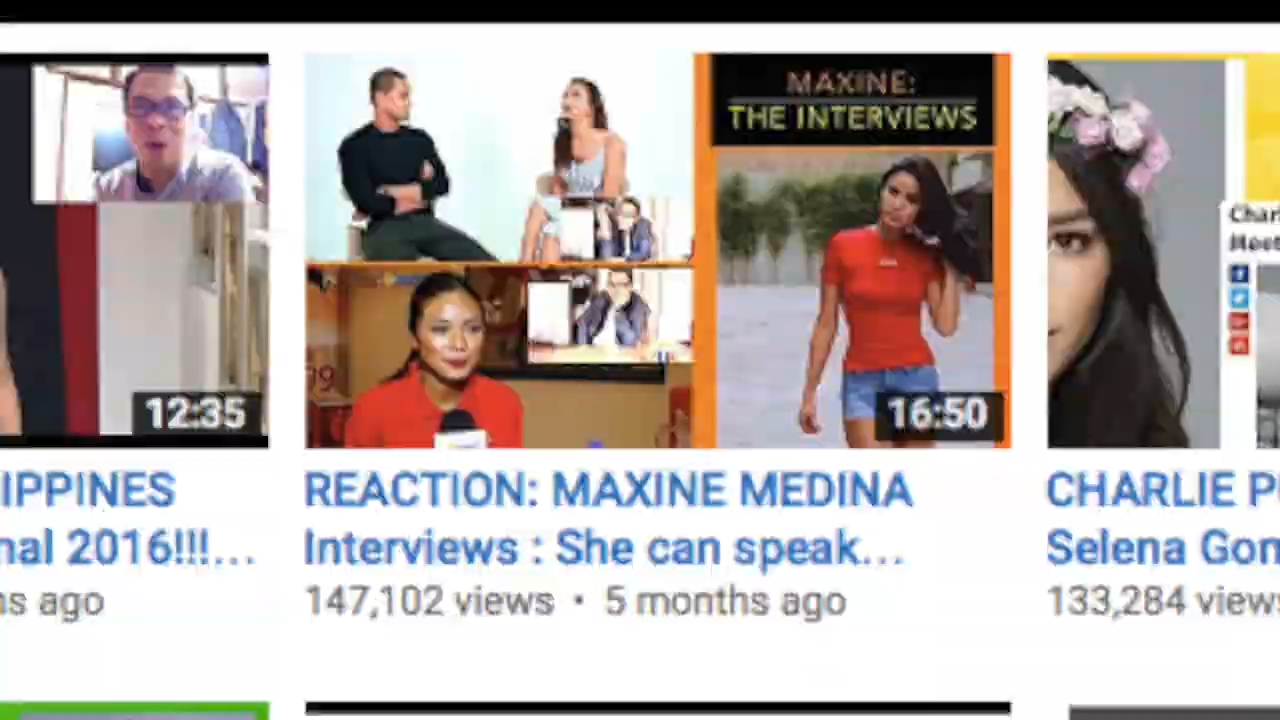 MAXINE:
THE INTERVIEWS
12:35
16:50
IPPINES
nal 2016!!!...
ns ago
REACTION: MAXINE MEDINA
Interviews : She can speak...
147,102 views • 5 months ago
Char
CHARLIE P
Selena Gon
133,284 views